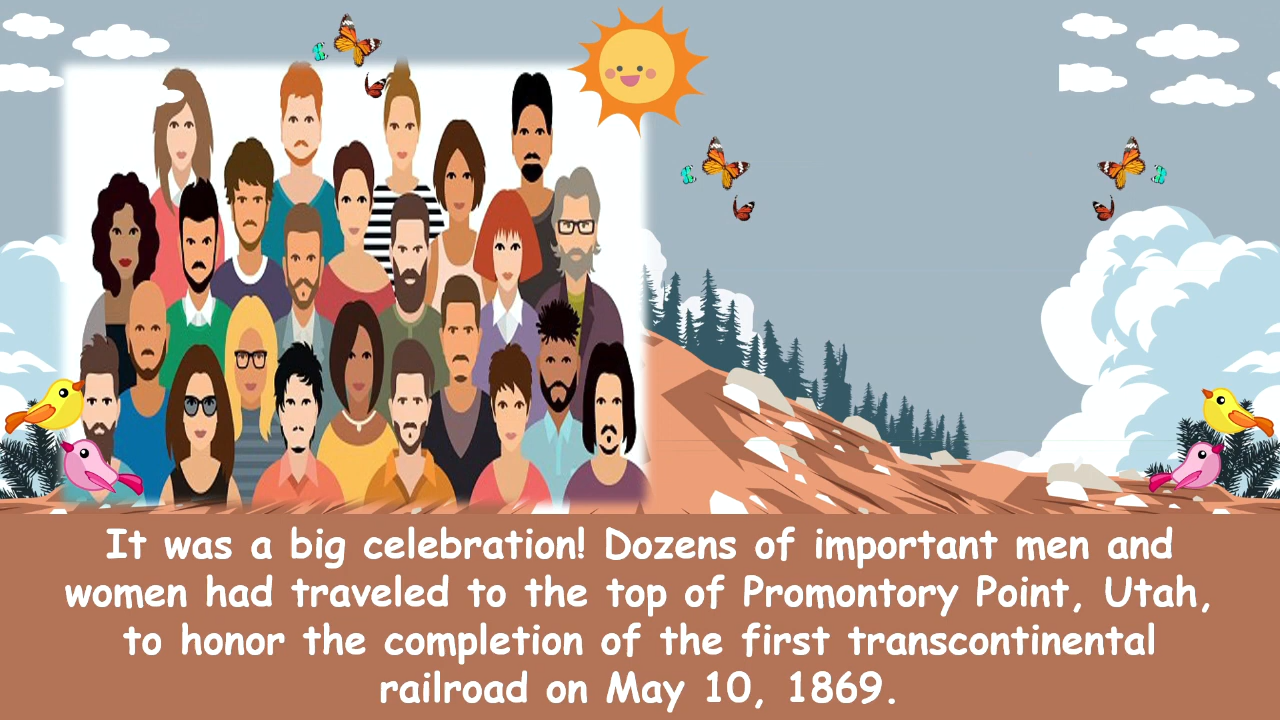 It was a big celebration! Dozens of important men and
women had traveled to the top of Promontory Point, Utah,
to honor the completion of the first transcontinental
railroad on May 10, 1869.